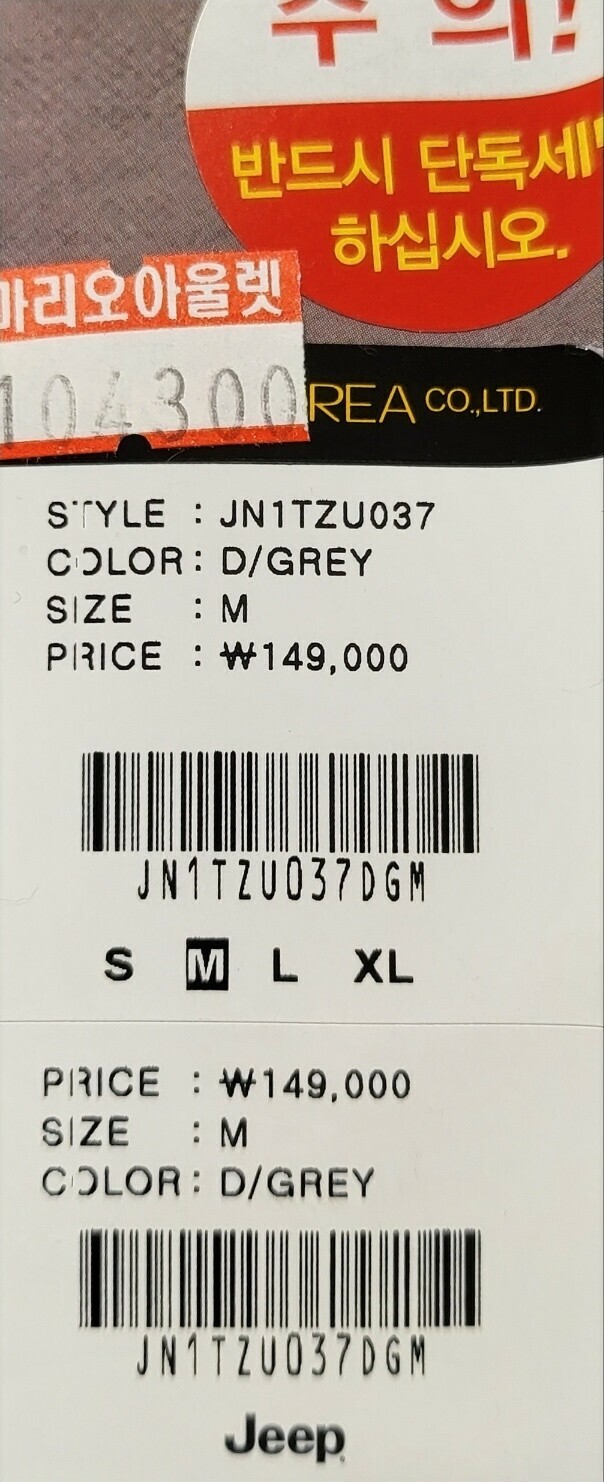 주 의!
반드시 단독세
하십시오.
마리오아울렛
104300
REA CO.,LTD.
STYLE : JN1TZU037
COLOR : D/GREY
SIZE : M
PRICE : ₩149,000
JN1TZU037DGM
S M L XL
PRICE : ₩149,000
SIZE : M
COLOR : D/GREY
JN1TZU037DGM
Jeep